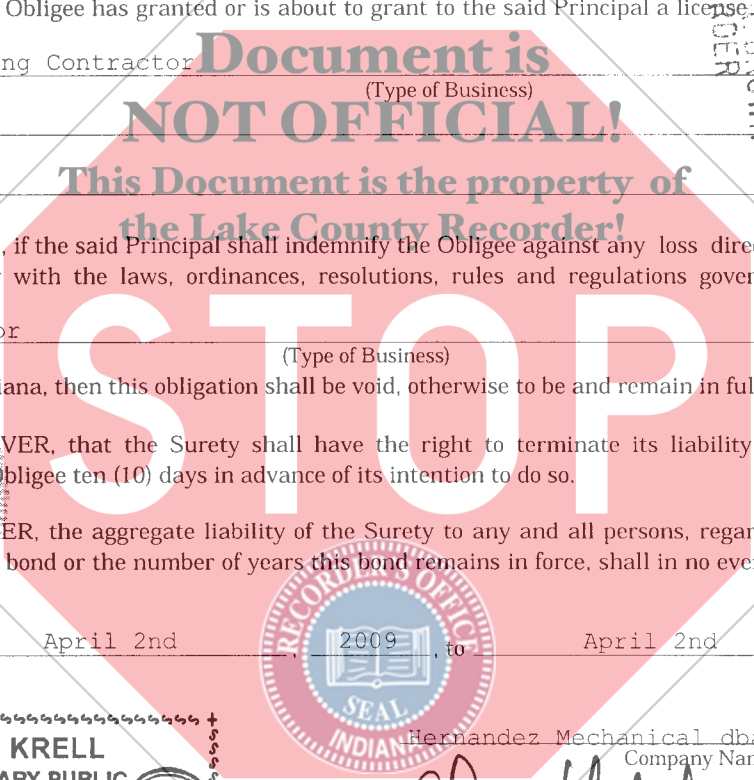 Obligee has granted or is about to grant to the said Principal a license
ng Contractor
Document is
(Type of Business)
NOT OFFICIAL!
This Document is the property of
the Lake County Recorder!
, if the said Principal shall indemnify the Obligee against any loss dire
with the laws, ordinances, resolutions, rules and regulations gover
or
STOP
(Type of Business)
iana, then this obligation shall be void, otherwise to be and remain in ful
VER, that the Surety shall have the right to terminate its liability
bligee ten (10) days in advance of its intention to do so.
ER, the aggregate liability of the Surety to any and all persons, regar
bond or the number of years this bond remains in force, shall in no eve
RECORDER'S OFFICE
April 2nd , 2009 , to April 2nd
SEAL
INDIANA
Hernandez Mechanical dba
KRELL
Company Nam
ARY PUBLIC